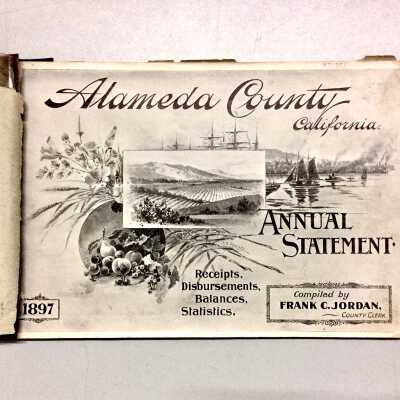 Alameda County
California.
ANNUAL
STATEMENT.
Receipts,
Disbursements,
Balances,
Statistics.
1897
Compiled by
FRANK C. JORDAN,
COUNTY CLERK.